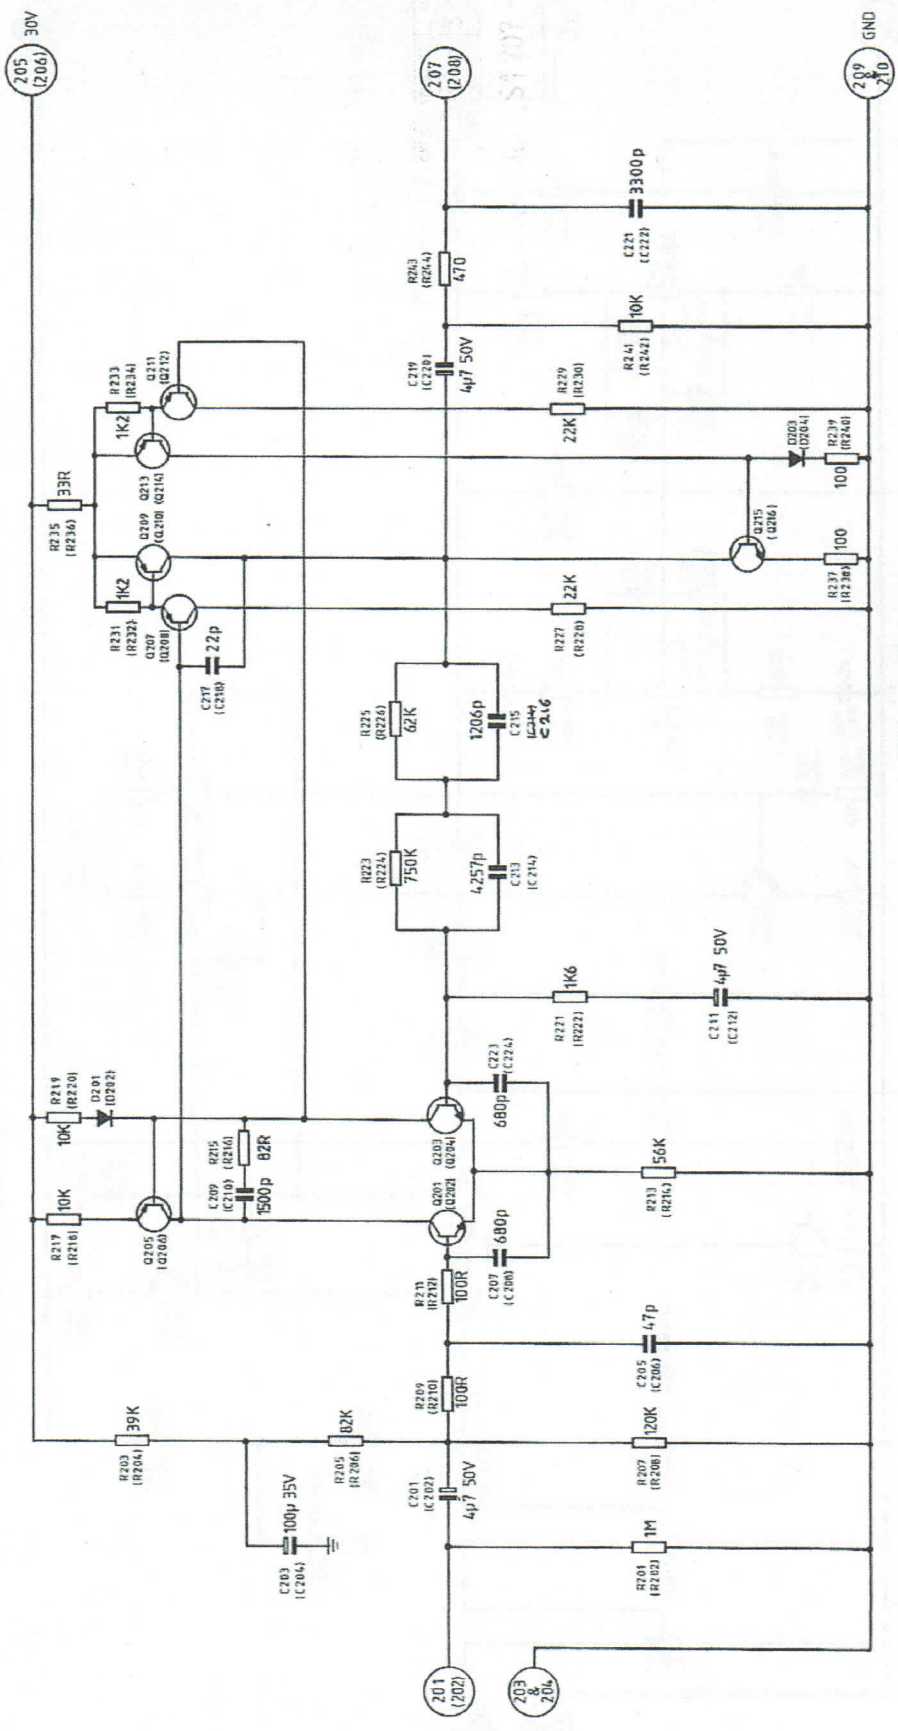 30V
205
(206)
207
(208)
GND
209
&
210
3300p
C221
(C222)
R243
(R244)
470
10K
R241
(R242)
C219
(C220)
4µ7 50V
R233
(R234)
1K2
Q211
(Q212)
Q213
(Q214)
R229
(R230)
22K
D203
(D204)
R239
(R240)
100
33R
R235
(R236)
Q209
(Q210)
1K2
R231
(R232)
Q207
(Q208)
22p
C217
(C218)
Q215
(Q216)
100
R237
(R238)
22K
R227
(R228)
R225
(R226)
62K
1206p
C215
C216
R223
(R224)
750K
4257p
C213
(C214)
1K6
R221
(R222)
4µ7 50V
C211
(C212)
R219
(R220)
10K
D201
(D202)
R215
(R216)
82R
C209
(C210)
1500p
10K
R217
(R218)
Q205
(Q206)
C223
(C224)
680p
Q203
(Q204)
Q201
(Q202)
680p
C207
(C208)
56K
R213
(R214)
R211
(R212)
100R
47p
C205
(C206)
R209
(R210)
100R
39K
R203
(R204)
82K
R205
(R206)
120K
R207
(R208)
C201
(C202)
4µ7 50V
100µ 35V
C203
(C204)
1M
R201
(R202)
201
(202)
203
&
204